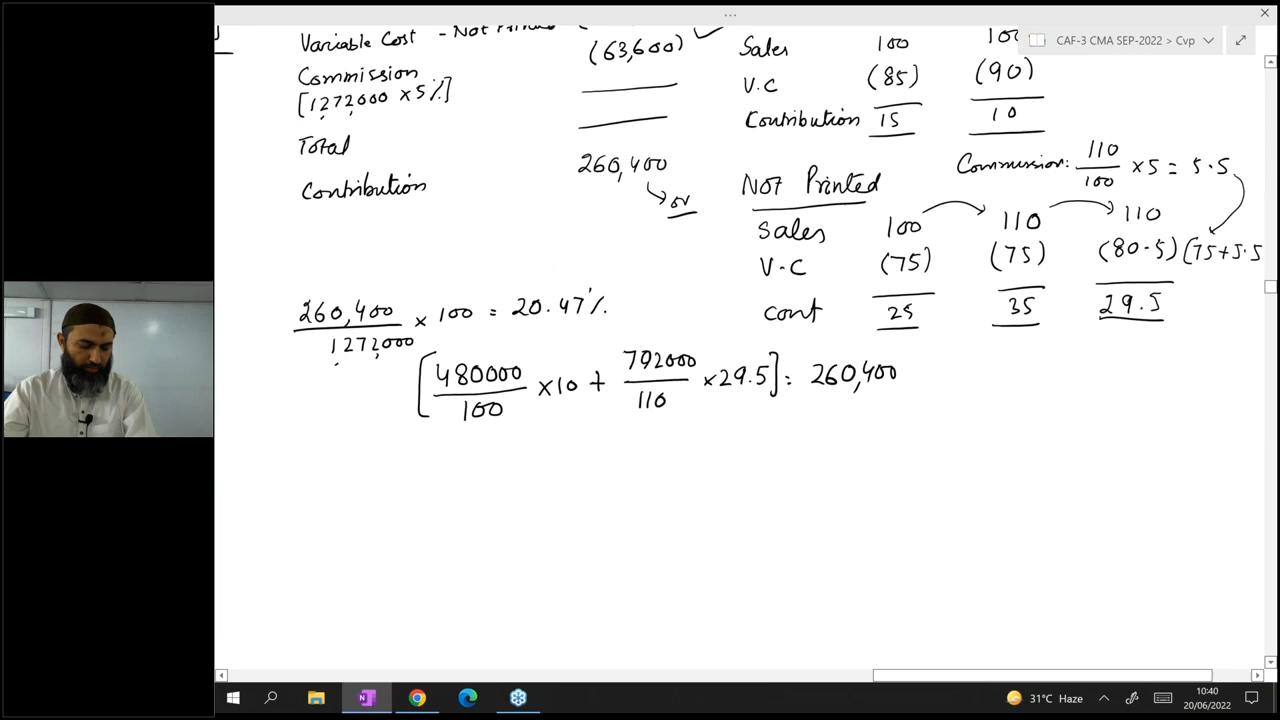 CAF-3 CMA SEP-2022 > Cvp
Variable Cost - Not Printed
(63,600)
Commission
[1272000 x 5%]
Total
Contribution
260,400
or
Sales 100 100
V.C (85) (90)
Contribution 15 10
Commission: 110/100 x 5 = 5.5
Not Printed
Sales 100 110 110
V.C (75) (75) (80.5) (75+5.5
Cont 25 35 29.5
260,400/1272000 x 100 = 20.47%
[480000/100 x 10 + 792000/110 x 29.5] = 260,400
31°C Haze
10:40
20/06/2022